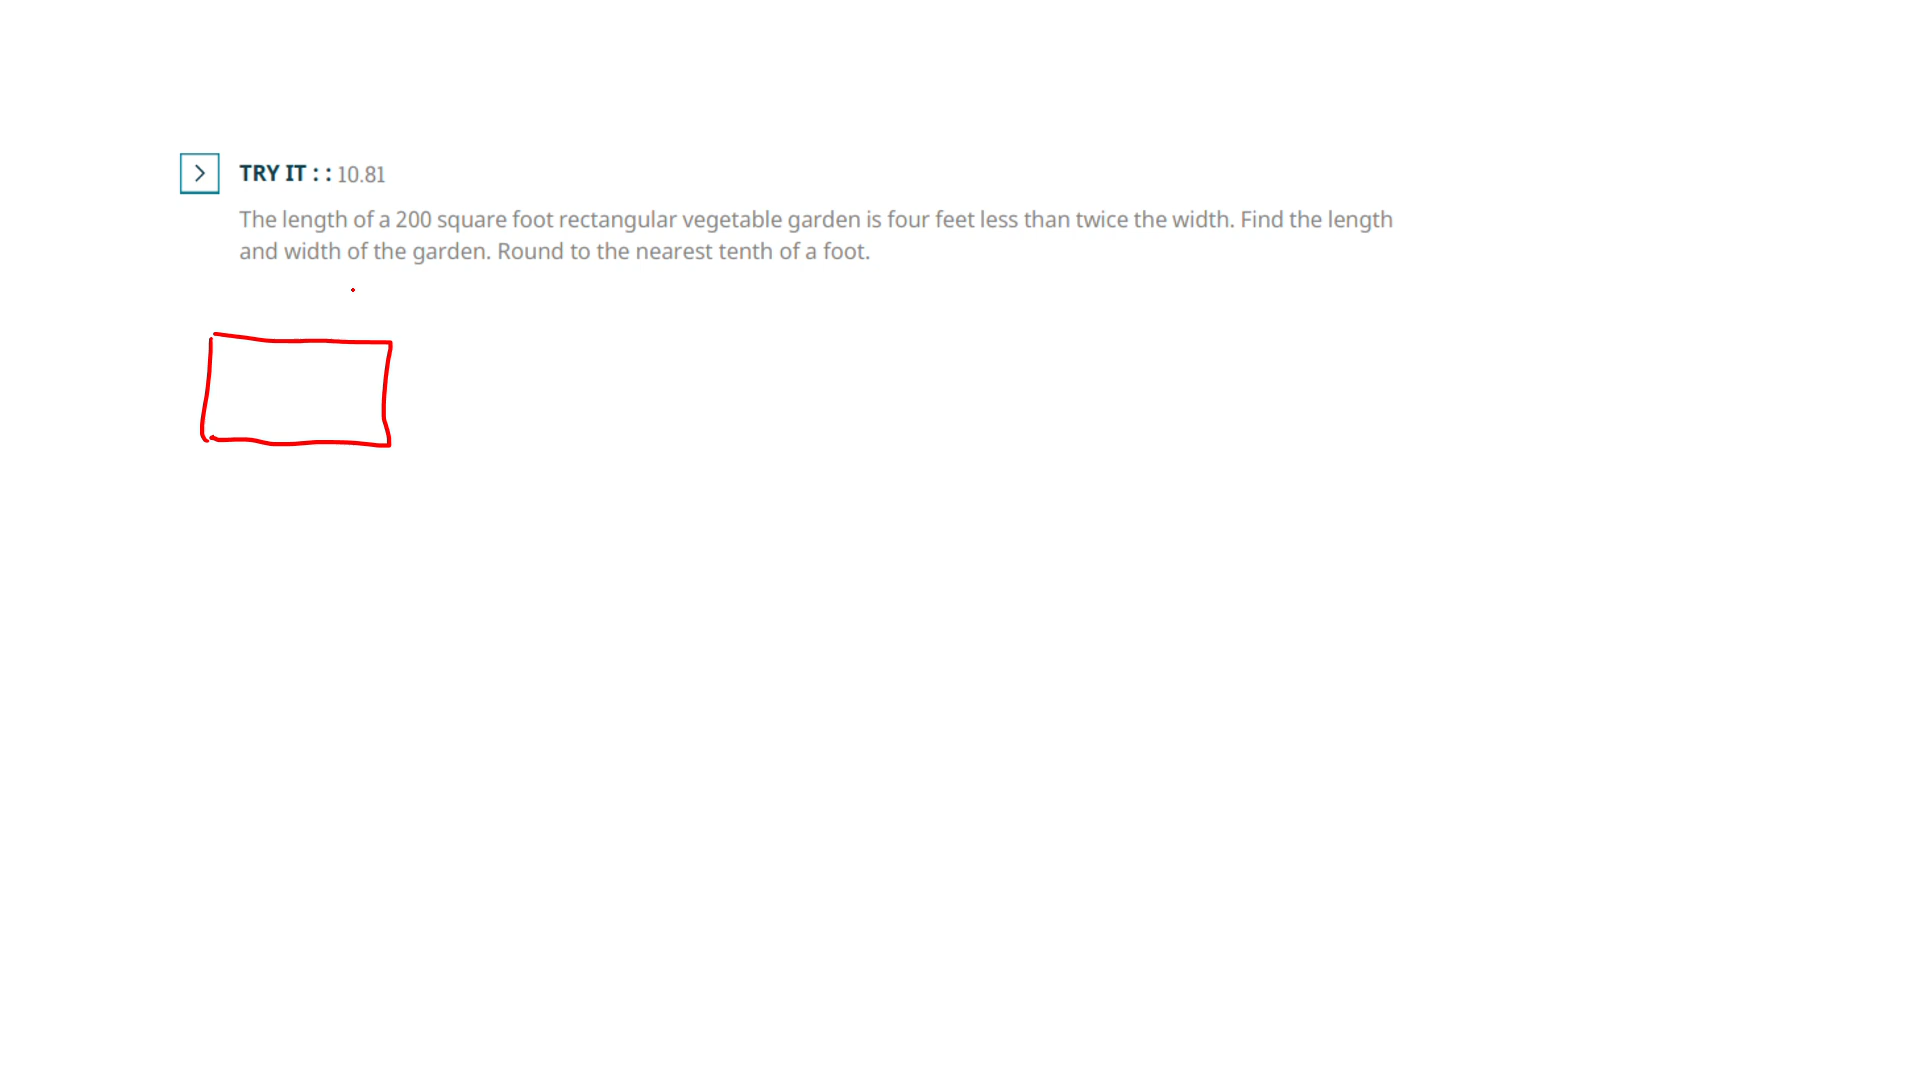 TRY IT : : 10.81
The length of a 200 square foot rectangular vegetable garden is four feet less than twice the width. Find the length
and width of the garden. Round to the nearest tenth of a foot.